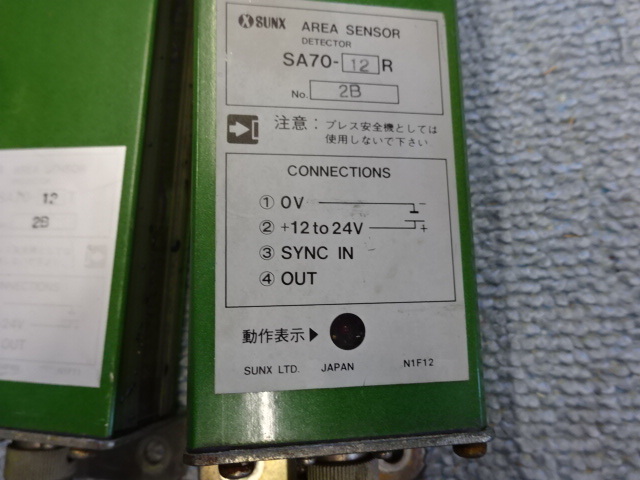 SUNX AREA SENSOR
DETECTOR
SA70-12R
No. 2B
注意：プレス安全機としては
使用しないで下さい
CONNECTIONS
① 0V -
② +12 to 24V +
③ SYNC IN
④ OUT
動作表示▶
SUNX LTD. JAPAN N1F12
12
2B